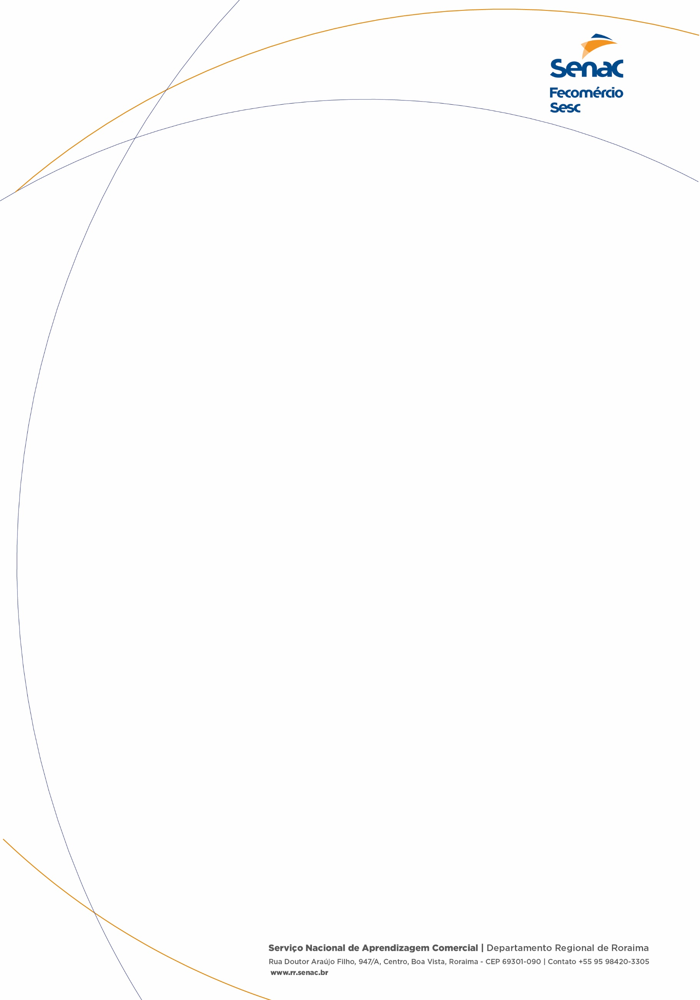 Senac
Fecomércio
Sesc
Serviço Nacional de Aprendizagem Comercial | Departamento Regional de Roraima
Rua Doutor Araújo Filho, 947/A, Centro, Boa Vista, Roraima - CEP 69301-090 | Contato +55 95 98420-3305
www.rr.senac.br